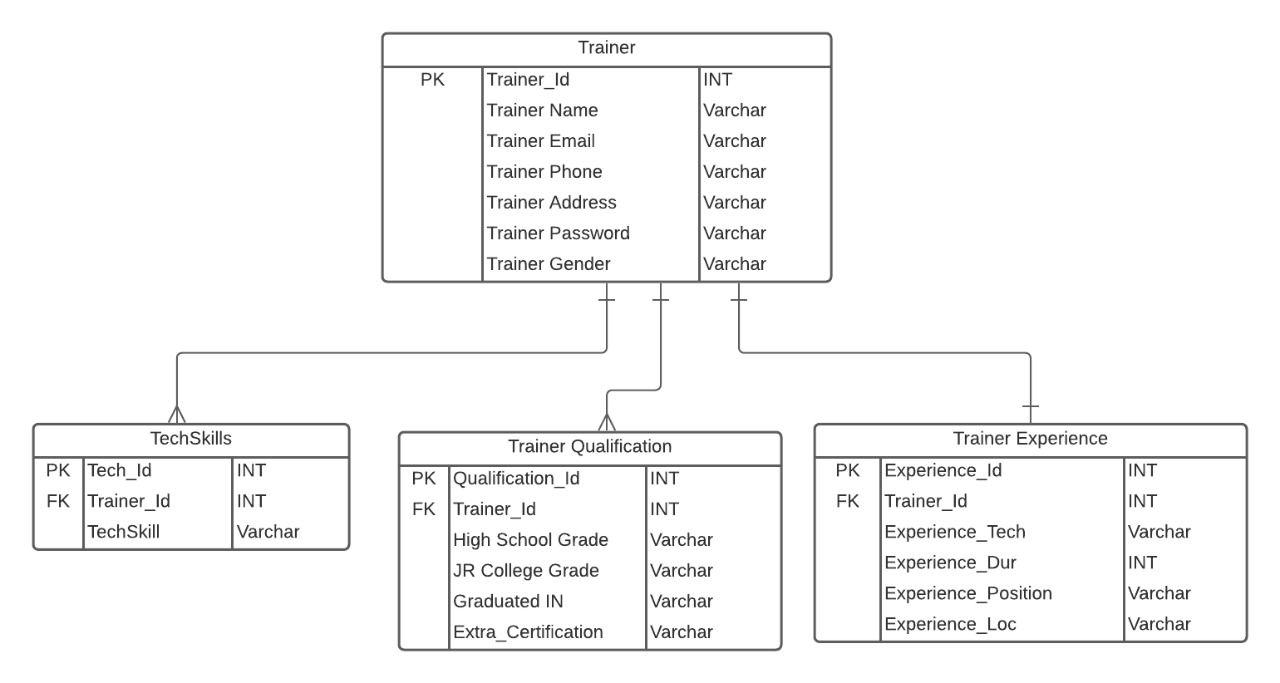 Trainer
PK Trainer_Id INT
Trainer Name Varchar
Trainer Email Varchar
Trainer Phone Varchar
Trainer Address Varchar
Trainer Password Varchar
Trainer Gender Varchar
TechSkills
PK Tech_Id INT
FK Trainer_Id INT
TechSkill Varchar
Trainer Qualification
PK Qualification_Id INT
FK Trainer_Id INT
High School Grade Varchar
JR College Grade Varchar
Graduated IN Varchar
Extra_Certification Varchar
Trainer Experience
PK Experience_Id INT
FK Trainer_Id INT
Experience_Tech Varchar
Experience_Dur INT
Experience_Position Varchar
Experience_Loc Varchar